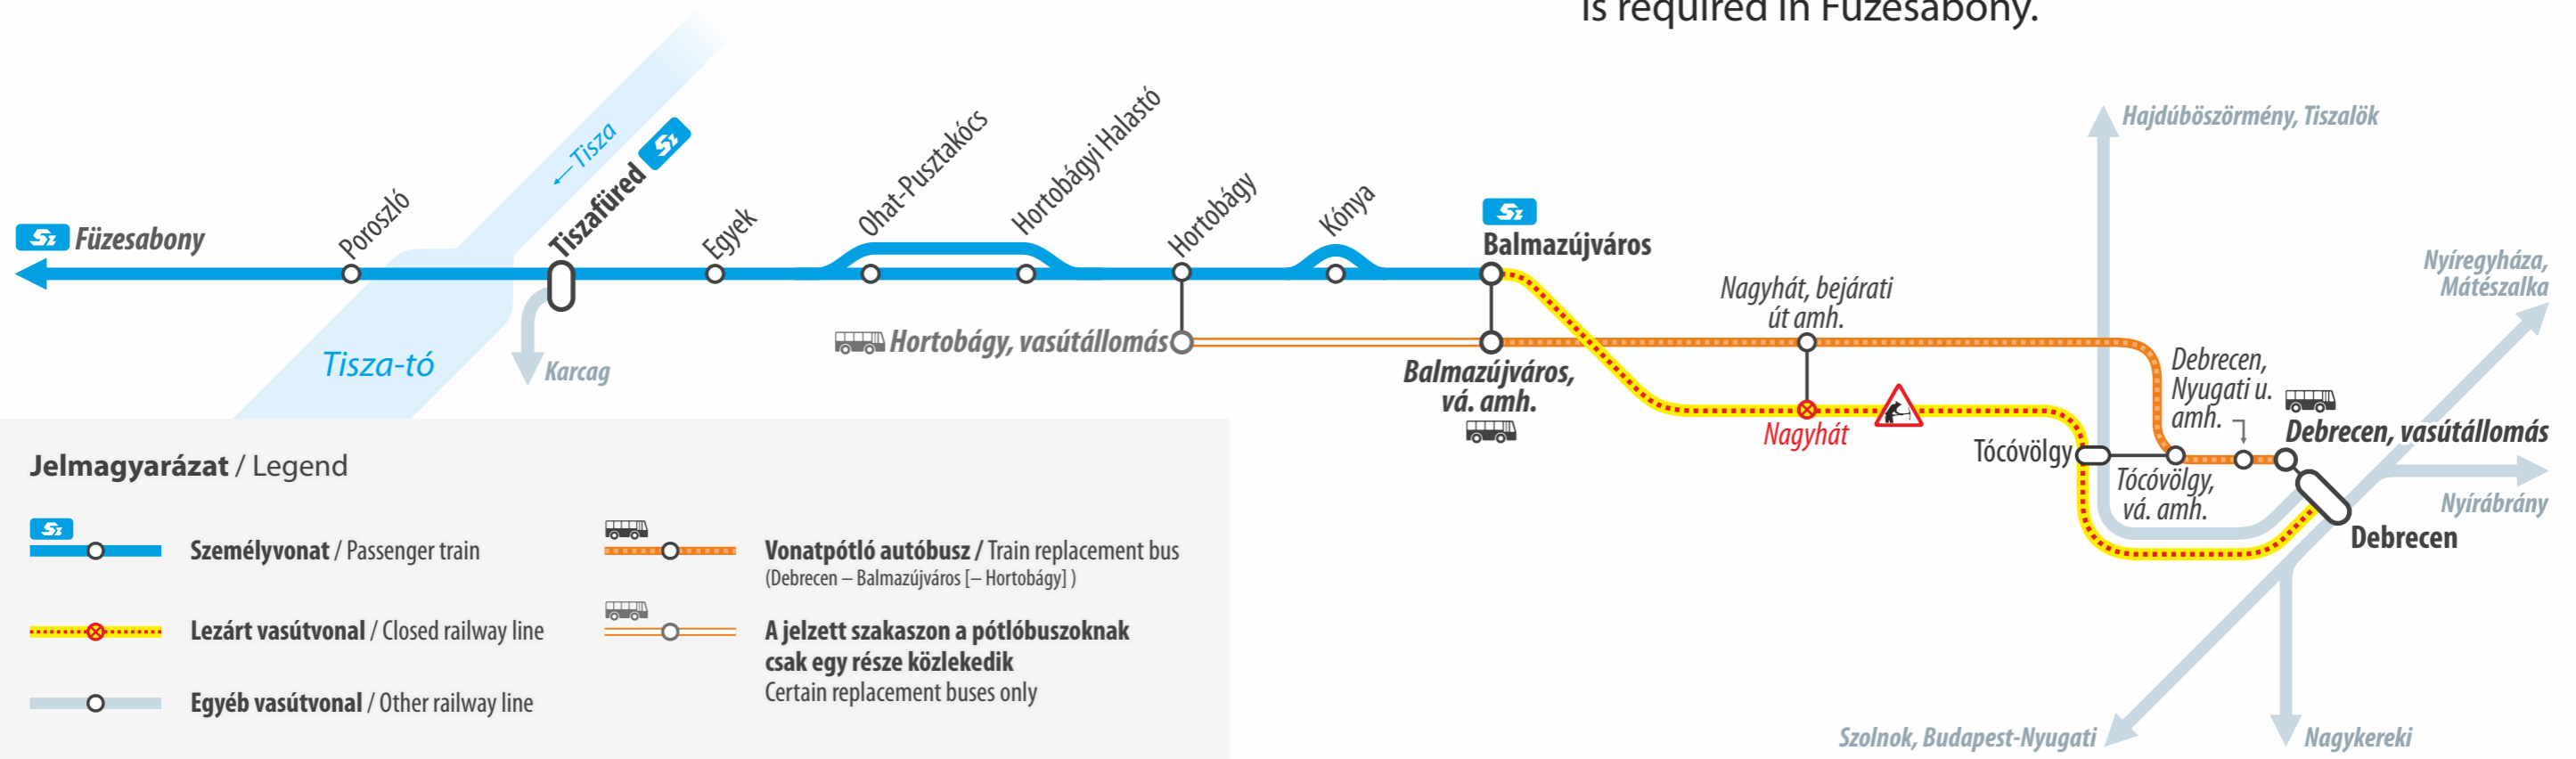 is required in Füzesabony.
Hajdúböszörmény, Tiszalök
← Tisza
Tiszafüred Sz
Poroszló
Egyek
Ohat-Pusztakócs
Hortobágyi Halastó
Hortobágy
Kónya
Sz
Balmazújváros
Sz Füzesabony
Nyíregyháza,
Mátészalka
Nagyhát, bejárati
út amh.
Hortobágy, vasútállomás
Tisza-tó
Karcag
Balmazújváros,
vá. amh.
Nagyhát
Debrecen,
Nyugati u.
amh.
Debrecen, vasútállomás
Tócóvölgy
Tócóvölgy,
vá. amh.
Nyírábrány
Debrecen
Szolnok, Budapest-Nyugati
Nagykereki
Jelmagyarázat / Legend
Sz
Személyvonat / Passenger train
Lezárt vasútvonal / Closed railway line
Egyéb vasútvonal / Other railway line
Vonatpótló autóbusz / Train replacement bus
(Debrecen – Balmazújváros [– Hortobágy] )
A jelzett szakaszon a pótlóbuszoknak
csak egy része közlekedik
Certain replacement buses only